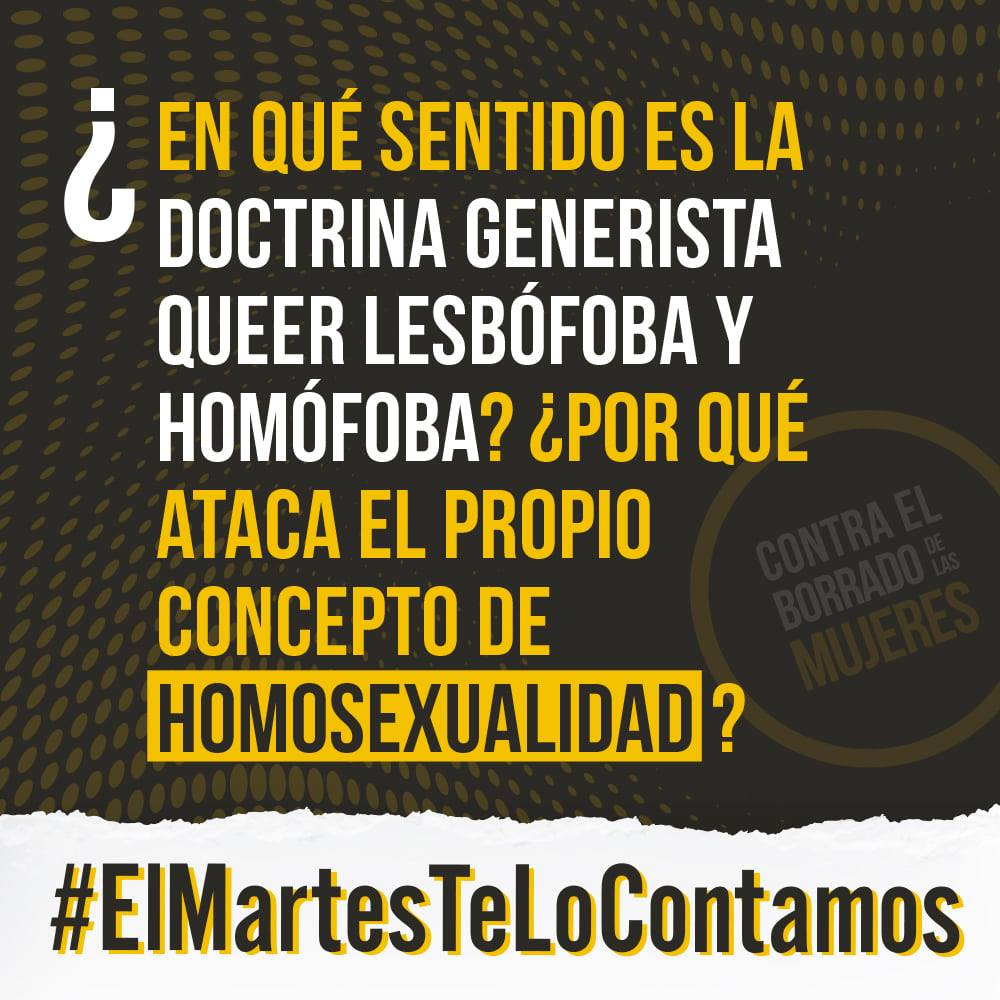 ¿EN QUÉ SENTIDO ES LA
DOCTRINA GENERISTA
QUEER LESBÓFOBA Y
HOMÓFOBA? ¿POR QUÉ
ATACA EL PROPIO
CONCEPTO DE
HOMOSEXUALIDAD?
CONTRA EL
BORRADO DE LAS
MUJERES
#ElMartesTeLoContamos